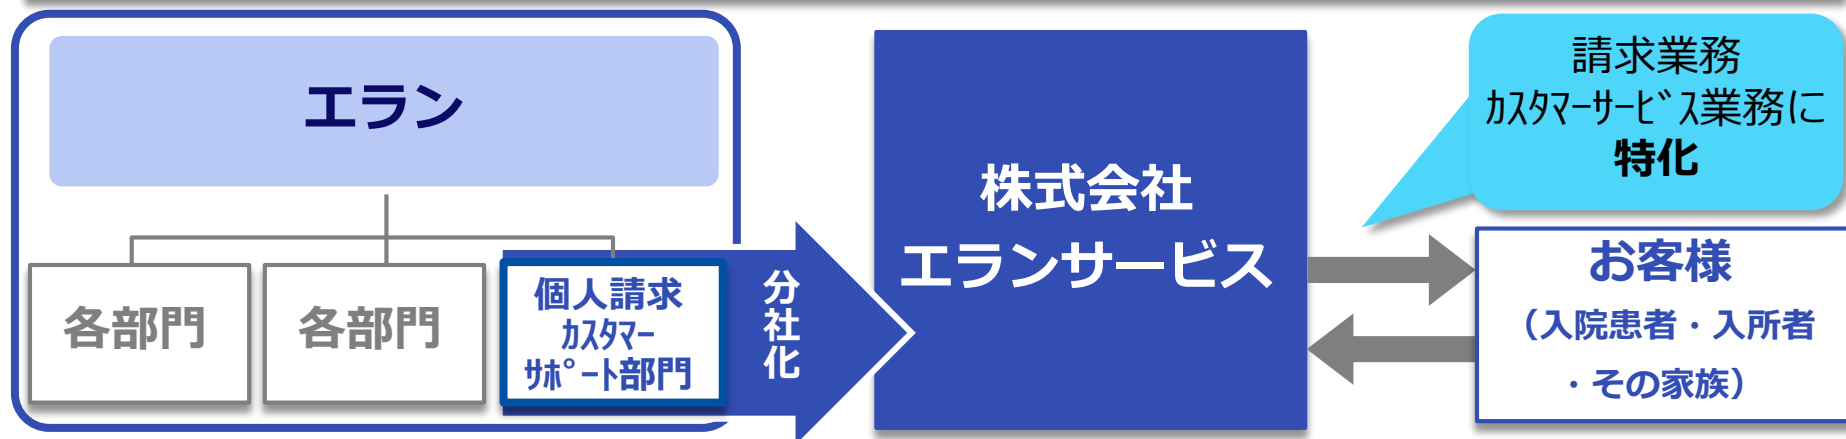 エラン
各部門
各部門
個人請求
ｶｽﾀﾏｰ
ｻﾎﾟｰﾄ部門
分社化
株式会社
エランサービス
請求業務
ｶｽﾀﾏｰｻｰﾋﾞｽ業務に
特化
お客様
（入院患者・入所者
・その家族）